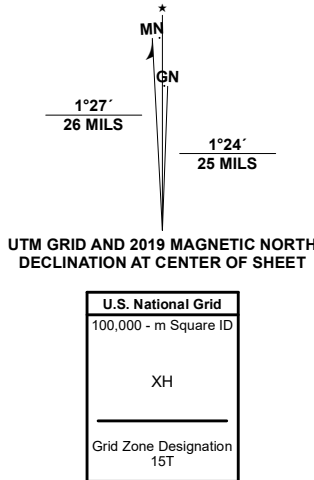 MN
GN
1°27´
26 MILS
1°24´
25 MILS
UTM GRID AND 2019 MAGNETIC NORTH
DECLINATION AT CENTER OF SHEET
U.S. National Grid
100,000 - m Square ID
XH
Grid Zone Designation
15T